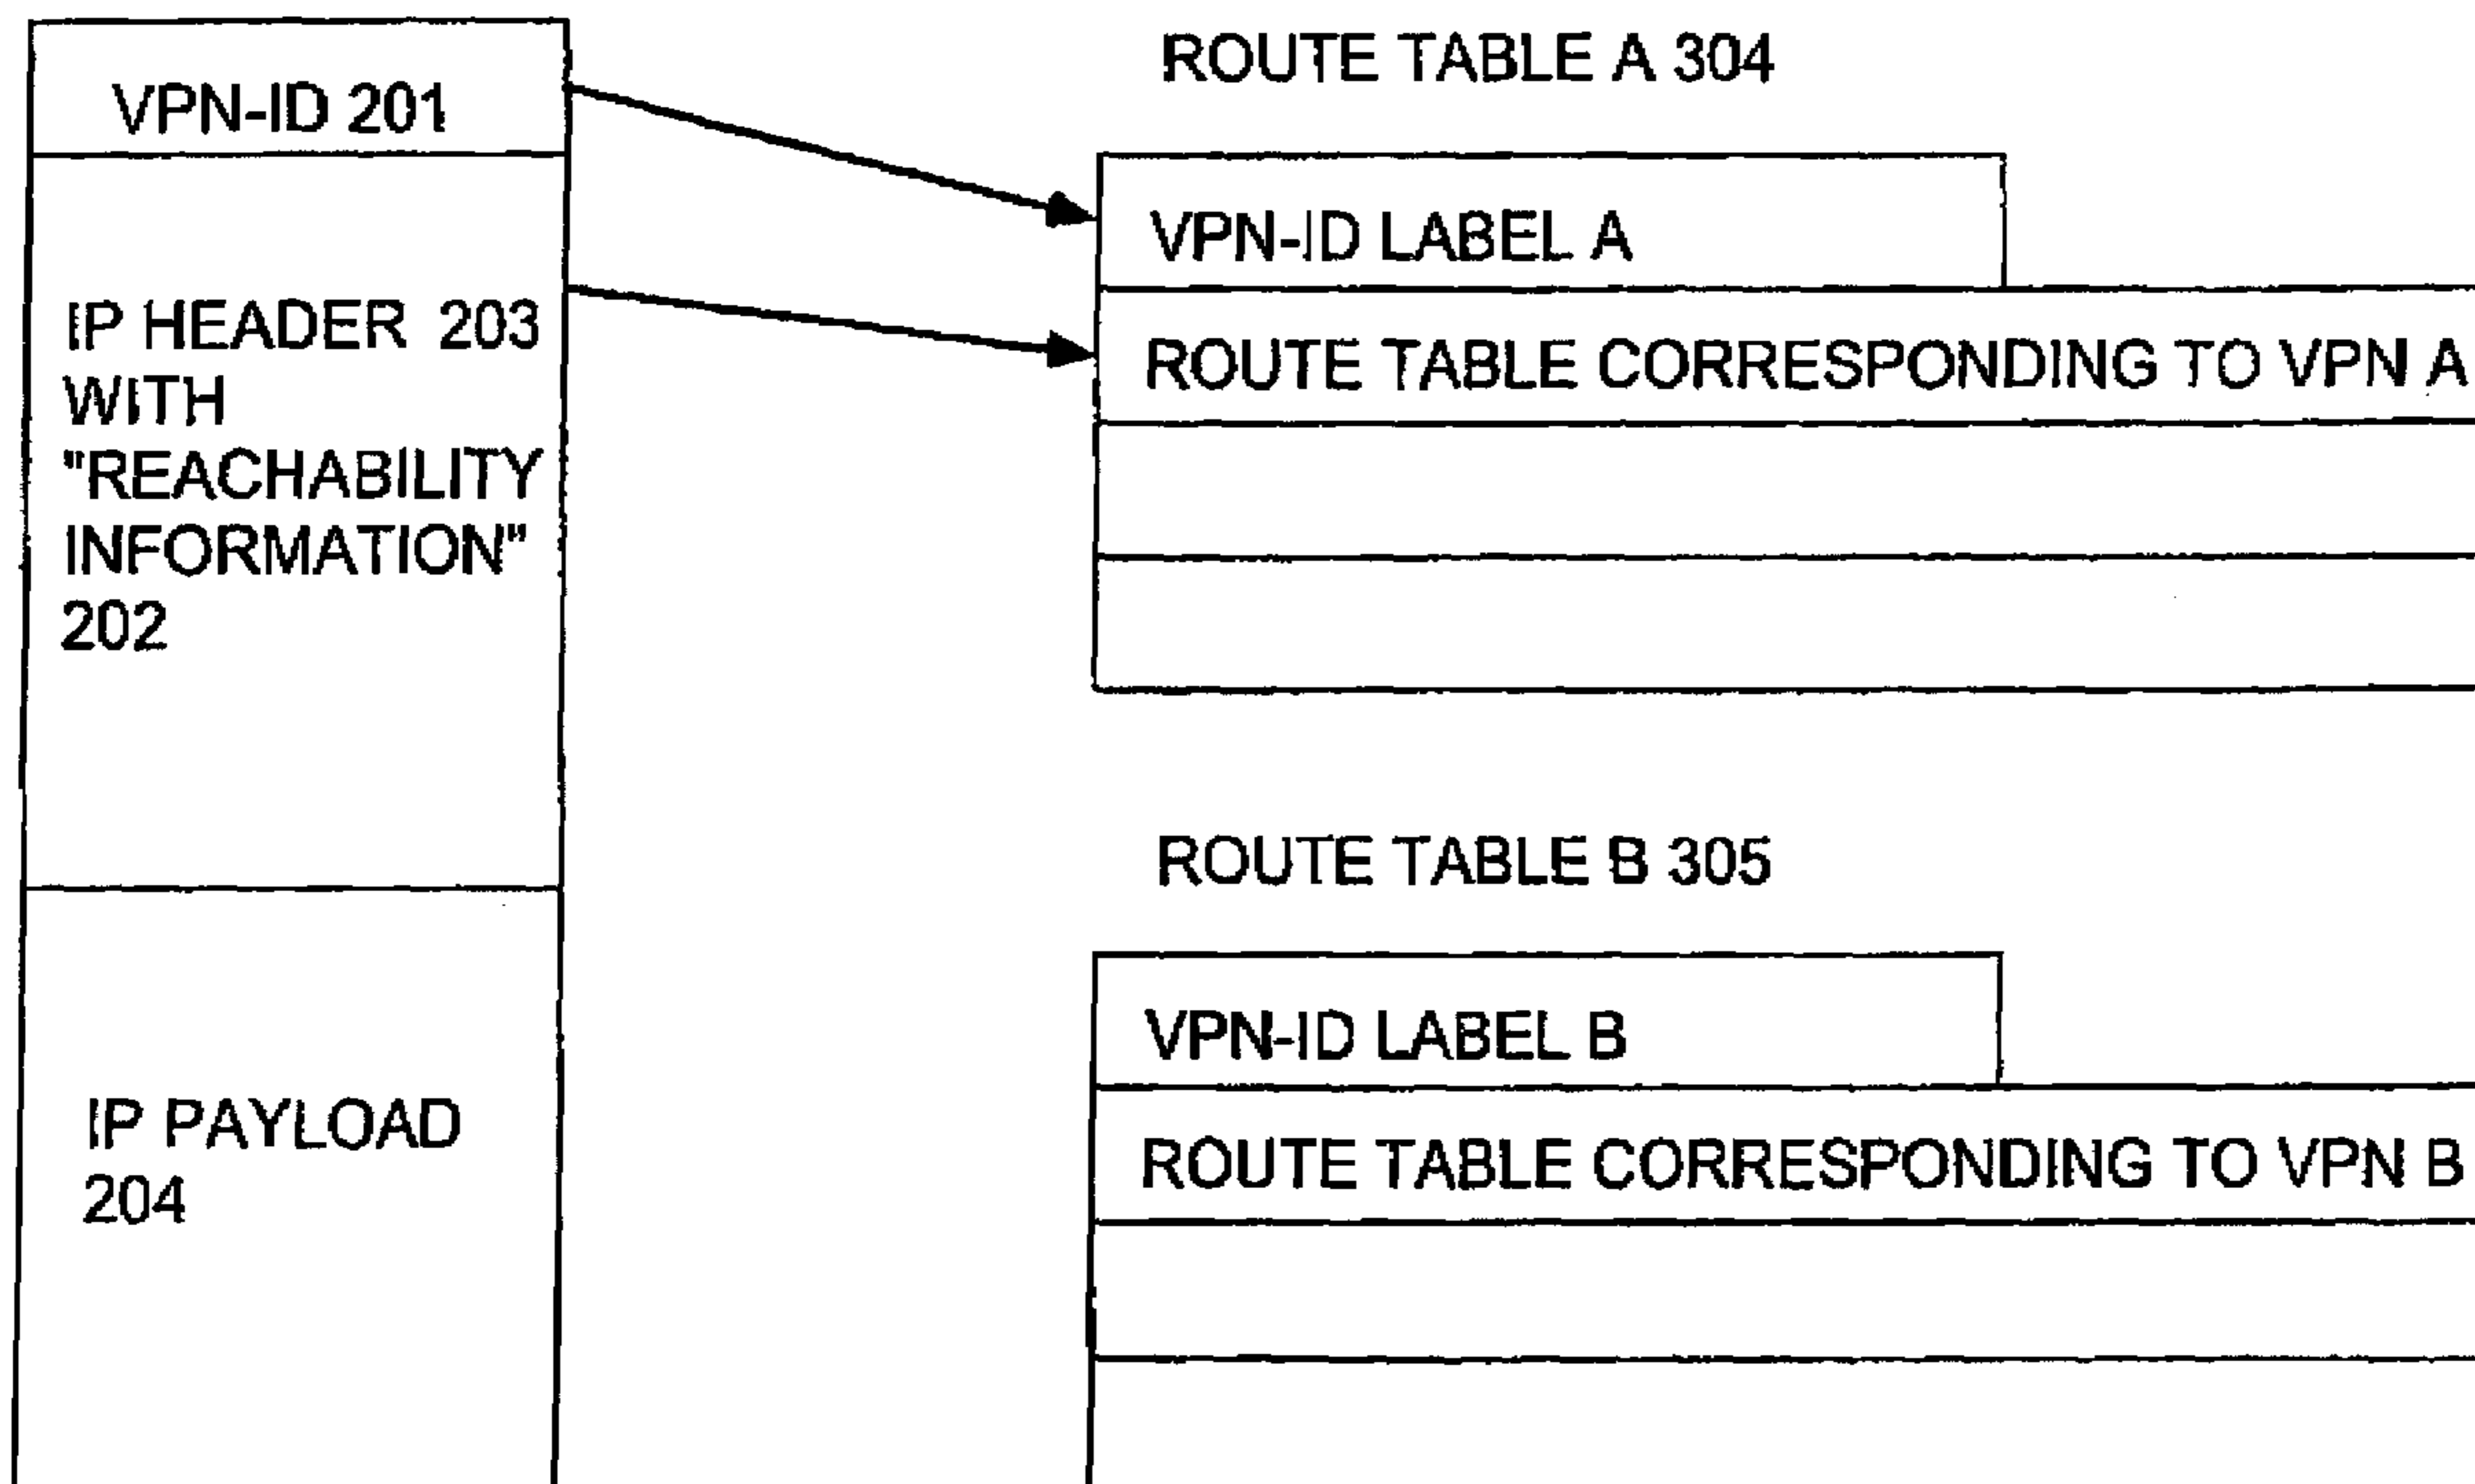 VPN-ID 201
IP HEADER 203
WITH
"REACHABILITY
INFORMATION"
202
IP PAYLOAD
204
ROUTE TABLE A 304
VPN-ID LABEL A
ROUTE TABLE CORRESPONDING TO VPN A
ROUTE TABLE B 305
VPN-ID LABEL B
ROUTE TABLE CORRESPONDING TO VPN B